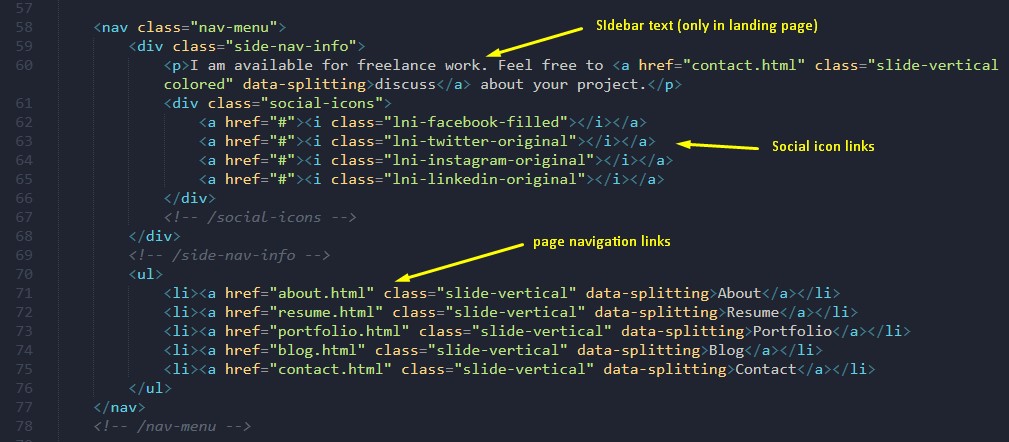 57
58 <nav class="nav-menu"> SIdebar text (only in landing page)
59 <div class="side-nav-info">
60 <p>I am available for freelance work. Feel free to <a href="contact.html" class="slide-vertical
colored" data-splitting>discuss</a> about your project.</p>
61 <div class="social-icons">
62 <a href="#"><i class="lni-facebook-filled"></i></a>
63 <a href="#"><i class="lni-twitter-original"></i></a> Social icon links
64 <a href="#"><i class="lni-instagram-original"></i></a>
65 <a href="#"><i class="lni-linkedin-original"></i></a>
66 </div>
67 <!-- /social-icons -->
68 </div> page navigation links
69 <!-- /side-nav-info -->
70 <ul>
71 <li><a href="about.html" class="slide-vertical" data-splitting>About</a></li>
72 <li><a href="resume.html" class="slide-vertical" data-splitting>Resume</a></li>
73 <li><a href="portfolio.html" class="slide-vertical" data-splitting>Portfolio</a></li>
74 <li><a href="blog.html" class="slide-vertical" data-splitting>Blog</a></li>
75 <li><a href="contact.html" class="slide-vertical" data-splitting>Contact</a></li>
76 </ul>
77 </nav>
78 <!-- /nav-menu -->